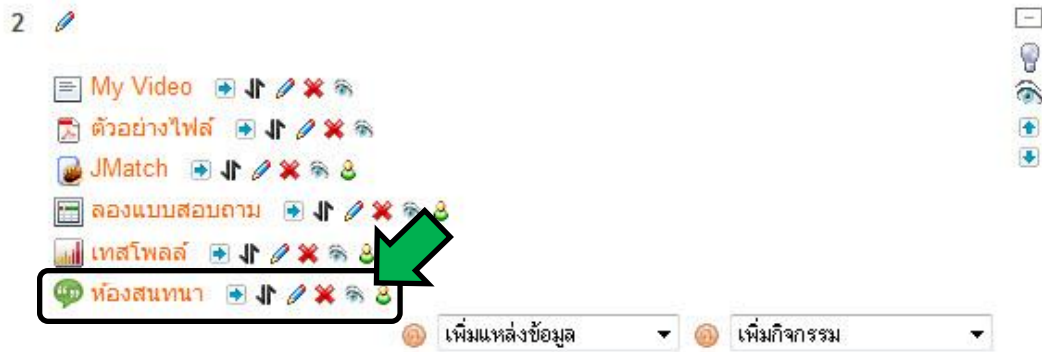 2
My Video
ตัวอย่างไฟล์
JMatch
ลองแบบสอบถาม
เทสโพลล์
ห้องสนทนา
เพิ่มแหล่งข้อมูล เพิ่มกิจกรรม